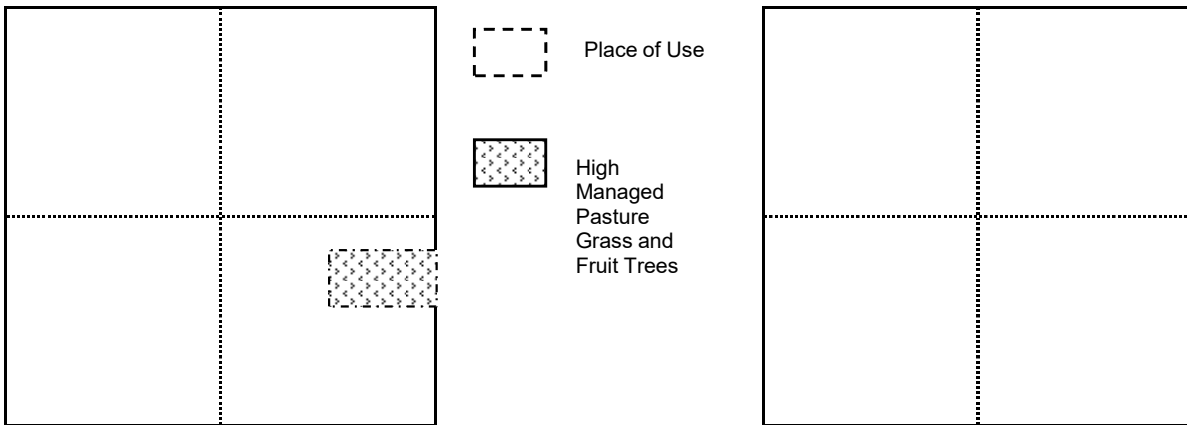 Place of Use
High
Managed
Pasture
Grass and
Fruit Trees